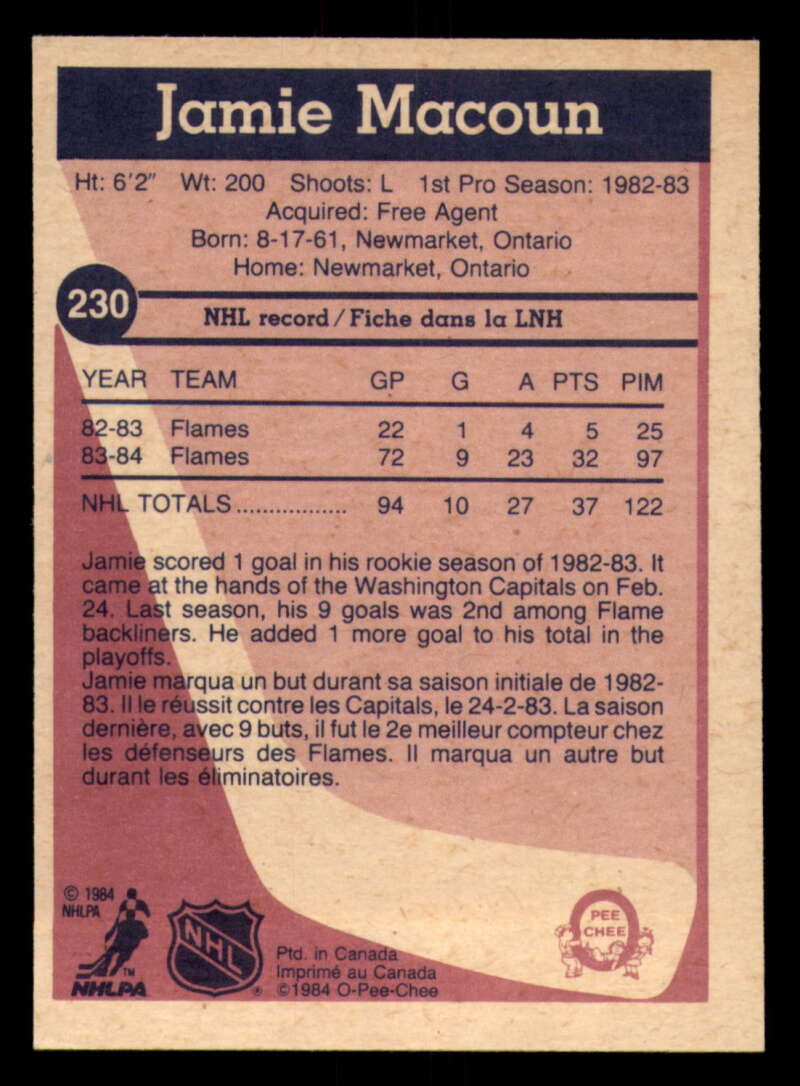 Jamie Macoun
Ht: 6'2" Wt: 200 Shoots: L 1st Pro Season: 1982-83
Acquired: Free Agent
Born: 8-17-61, Newmarket, Ontario
Home: Newmarket, Ontario
230
NHL record/Fiche dans la LNH
YEAR TEAM GP G A PTS PIM
82-83 Flames 22 1 4 5 25
83-84 Flames 72 9 23 32 97
NHL TOTALS................. 94 10 27 37 122
Jamie scored 1 goal in his rookie season of 1982-83. It
came at the hands of the Washington Capitals on Feb.
24. Last season, his 9 goals was 2nd among Flame
backliners. He added 1 more goal to his total in the
playoffs.
Jamie marqua un but durant sa saison initiale de 1982-
83. Il le réussit contre les Capitals, le 24-2-83. La saison
dernière, avec 9 buts, il fut le 2e meilleur compteur chez
les défenseurs des Flames. Il marqua un autre but
durant les éliminatoires.
© 1984
NHLPA
TM
NHLPA
NHL
®
Ptd. in Canada
Imprimé au Canada
©1984 O-Pee-Chee
O
PEE
CHEE